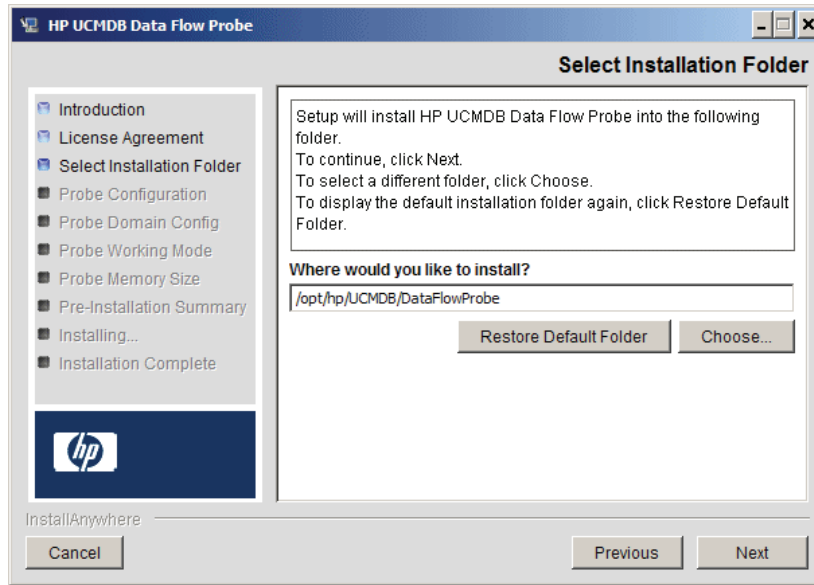 HP UCMDB Data Flow Probe
Select Installation Folder
Introduction
License Agreement
Select Installation Folder
Probe Configuration
Probe Domain Config
Probe Working Mode
Probe Memory Size
Pre-Installation Summary
Installing...
Installation Complete
hp
Setup will install HP UCMDB Data Flow Probe into the following
folder.
To continue, click Next.
To select a different folder, click Choose.
To display the default installation folder again, click Restore Default
Folder.
Where would you like to install?
/opt/hp/UCMDB/DataFlowProbe
Restore Default Folder
Choose...
InstallAnywhere
Cancel
Previous
Next